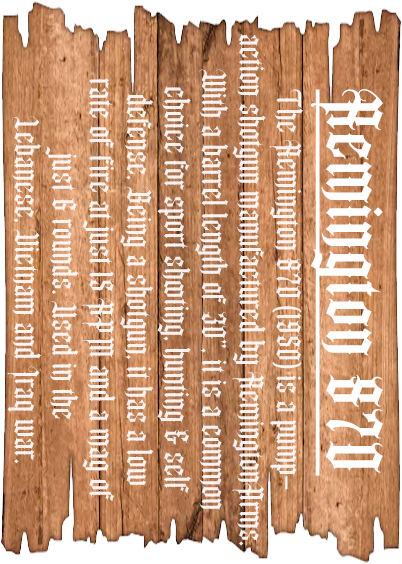 Remington 870
The Remington 870 (1950) is a pump-
action shotgun manufactured by Remington Arms.
With a barrel length of 30", it is a common
choice for sport shooting, hunting & self
defense. Being a shotgun, it has a low
rate of fire at just 15 RPM and a mag of
just 6 rounds. Used in the
Lebanese, Vietnam and Iraq war.